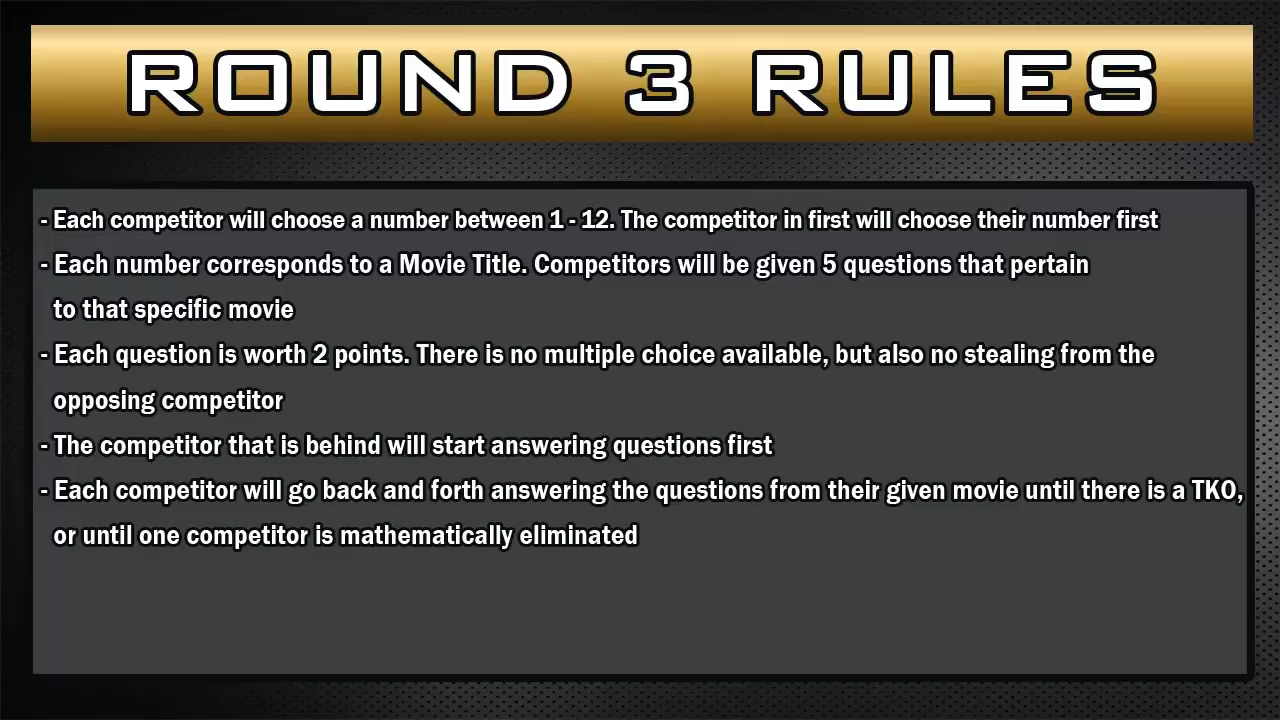 ROUND 3 RULES
- Each competitor will choose a number between 1 - 12. The competitor in first will choose their number first
- Each number corresponds to a Movie Title. Competitors will be given 5 questions that pertain
to that specific movie
- Each question is worth 2 points. There is no multiple choice available, but also no stealing from the
opposing competitor
- The competitor that is behind will start answering questions first
- Each competitor will go back and forth answering the questions from their given movie until there is a TKO,
or until one competitor is mathematically eliminated